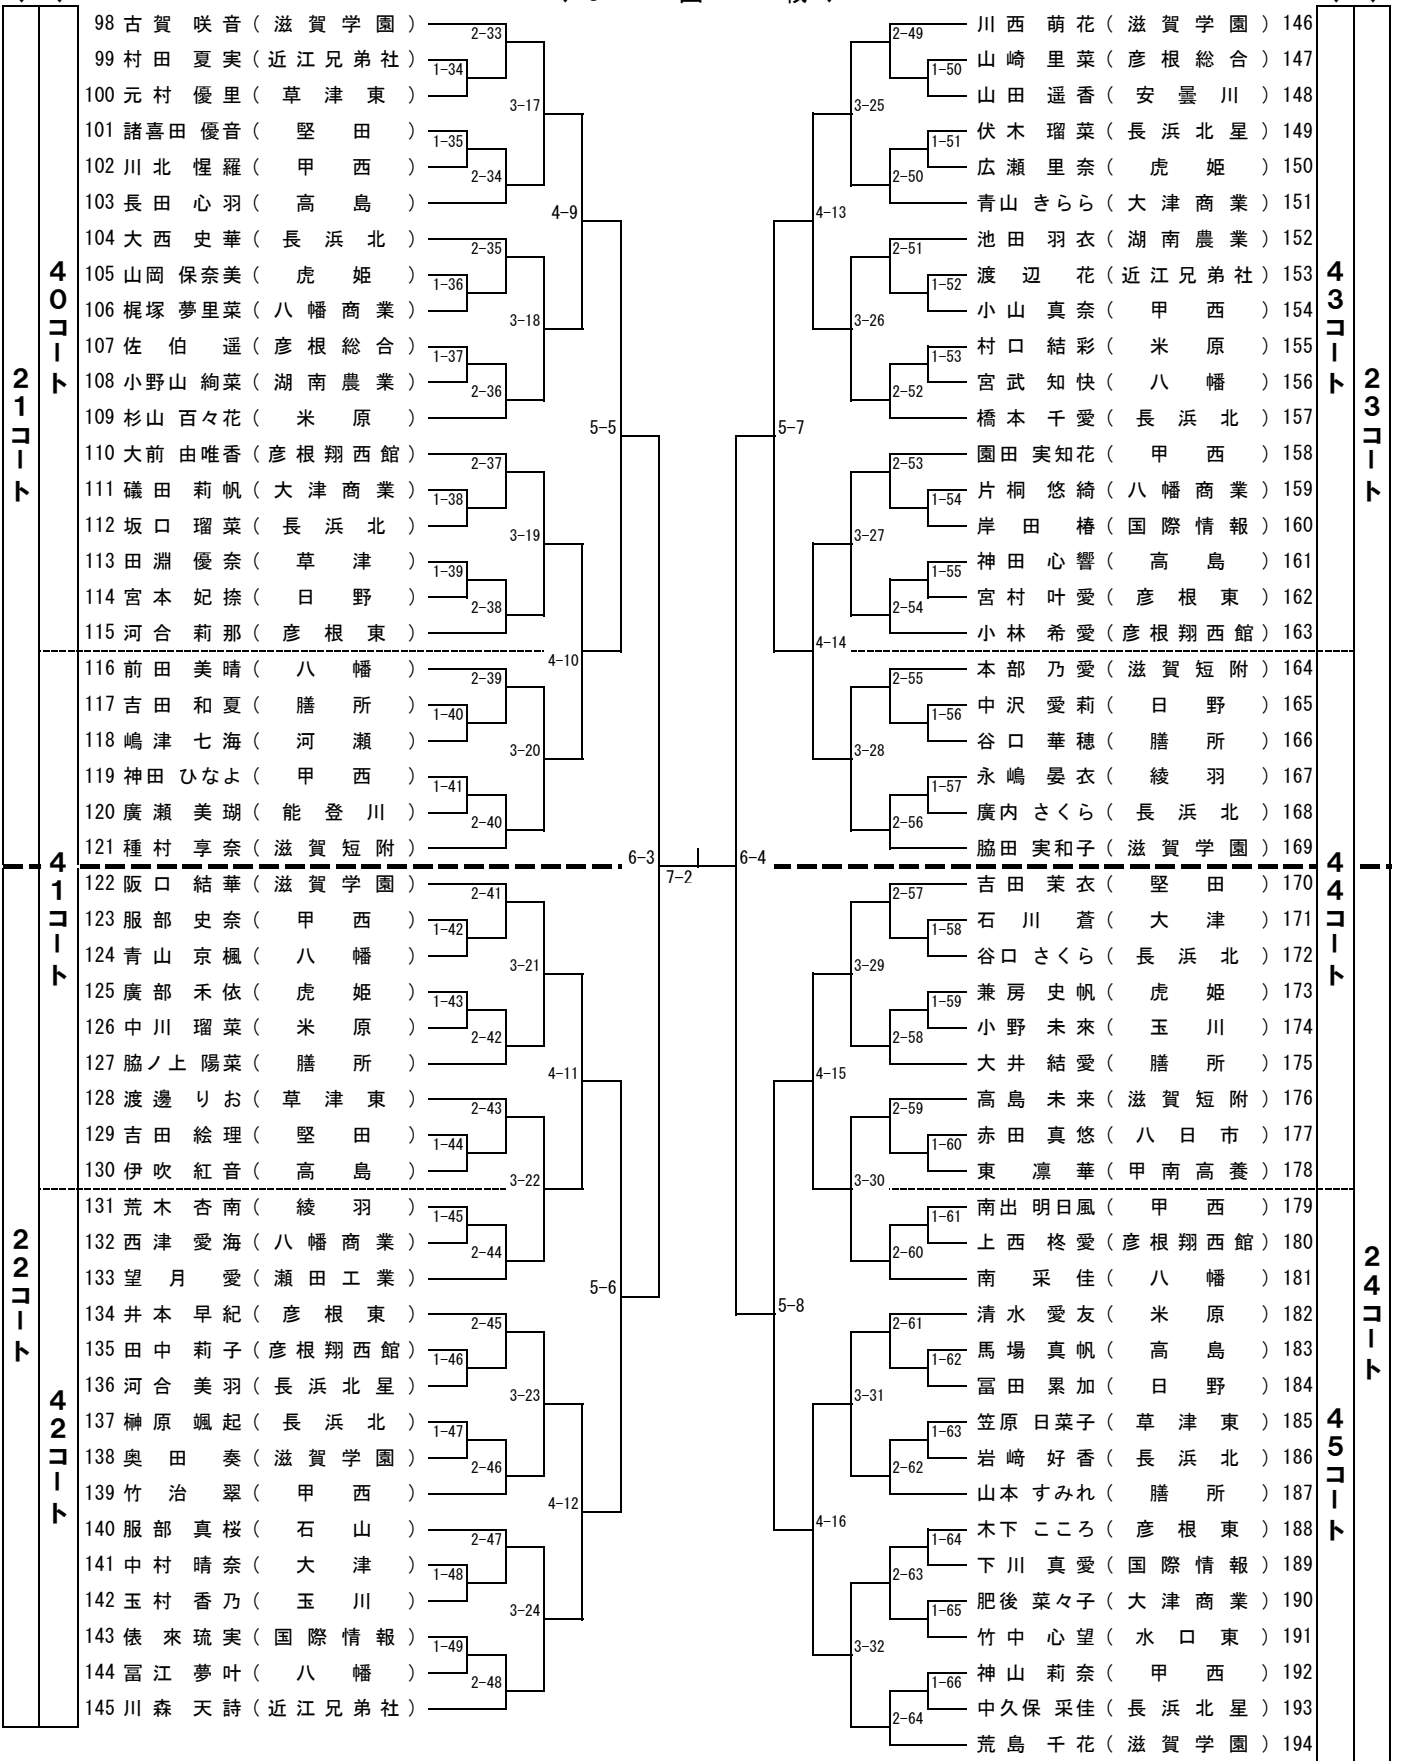 21コート
22コート
40コート
41コート
42コート
98 古賀 咲音 (滋賀学園)
99 村田 夏実 (近江兄弟社)
100 元村 優里 (草津東)
101 諸喜田 優音 (堅田)
102 川北 惺羅 (甲西)
103 長田 心羽 (高島)
104 大西 史華 (長浜北)
105 山岡 保奈美 (虎姫)
106 梶塚 夢里菜 (八幡商業)
107 佐伯 遥 (彦根総合)
108 小野山 絢菜 (湖南農業)
109 杉山 百々花 (米原)
110 大前 由唯香 (彦根翔西館)
111 礒田 莉帆 (大津商業)
112 坂口 瑠菜 (長浜北)
113 田淵 優奈 (草津)
114 宮本 妃捺 (日野)
115 河合 莉那 (彦根東)
116 前田 美晴 (八幡)
117 吉田 和夏 (膳所)
118 嶋津 七海 (河瀬)
119 神田 ひなよ (甲西)
120 廣瀬 美瑚 (能登川)
121 種村 享奈 (滋賀短附)
122 阪口 結華 (滋賀学園)
123 服部 史奈 (甲西)
124 青山 京楓 (八幡)
125 廣部 禾依 (虎姫)
126 中川 瑠菜 (米原)
127 脇ノ上 陽菜 (膳所)
128 渡邊 りお (草津東)
129 吉田 絵理 (堅田)
130 伊吹 紅音 (高島)
131 荒木 杏南 (綾羽)
132 西津 愛海 (八幡商業)
133 望月 愛 (瀬田工業)
134 井本 早紀 (彦根東)
135 田中 莉子 (彦根翔西館)
136 河合 美羽 (長浜北星)
137 榊原 颯起 (長浜北)
138 奥田 奏 (滋賀学園)
139 竹治 翠 (甲西)
140 服部 真桜 (石山)
141 中村 晴奈 (大津)
142 玉村 香乃 (玉川)
143 俵 來琉実 (国際情報)
144 冨江 夢叶 (八幡)
145 川森 天詩 (近江兄弟社)
1-34
1-35
1-36
1-37
1-38
1-39
1-40
1-41
1-42
1-43
1-44
1-45
1-46
1-47
1-48
1-49
2-33
2-34
2-35
2-36
2-37
2-38
2-39
2-40
2-41
2-42
2-43
2-44
2-45
2-46
2-47
2-48
3-17
3-18
3-19
3-20
3-21
3-22
3-23
3-24
4-9
4-10
4-11
4-12
5-5
5-6
6-3
7-2
6-4
5-7
5-8
4-13
4-14
4-15
4-16
3-25
3-26
3-27
3-28
3-29
3-30
3-31
3-32
2-49
2-50
2-51
2-52
2-53
2-54
2-55
2-56
2-57
2-58
2-59
2-60
2-61
2-62
2-63
2-64
1-50
1-51
1-52
1-53
1-54
1-55
1-56
1-57
1-58
1-59
1-60
1-61
1-62
1-63
1-64
1-65
1-66
川西 萌花 (滋賀学園) 146
山崎 里菜 (彦根総合) 147
山田 遥香 (安曇川) 148
伏木 瑠菜 (長浜北星) 149
広瀬 里奈 (虎姫) 150
青山 きらら (大津商業) 151
池田 羽衣 (湖南農業) 152
渡辺 花 (近江兄弟社) 153
小山 真奈 (甲西) 154
村口 結彩 (米原) 155
宮武 知快 (八幡) 156
橋本 千愛 (長浜北) 157
園田 実知花 (甲西) 158
片桐 悠綺 (八幡商業) 159
岸田 椿 (国際情報) 160
神田 心響 (高島) 161
宮村 叶愛 (彦根東) 162
小林 希愛 (彦根翔西館) 163
本部 乃愛 (滋賀短附) 164
中沢 愛莉 (日野) 165
谷口 華穂 (膳所) 166
永嶋 晏衣 (綾羽) 167
廣内 さくら (長浜北) 168
脇田 実和子 (滋賀学園) 169
吉田 茉衣 (堅田) 170
石川 蒼 (大津) 171
谷口 さくら (長浜北) 172
兼房 史帆 (虎姫) 173
小野 未來 (玉川) 174
大井 結愛 (膳所) 175
高島 未来 (滋賀短附) 176
赤田 真悠 (八日市) 177
東 凛華 (甲南高養) 178
南出 明日風 (甲西) 179
上西 柊愛 (彦根翔西館) 180
南 采佳 (八幡) 181
清水 愛友 (米原) 182
馬場 真帆 (高島) 183
冨田 累加 (日野) 184
笠原 日菜子 (草津東) 185
岩﨑 好香 (長浜北) 186
山本 すみれ (膳所) 187
木下 こころ (彦根東) 188
下川 真愛 (国際情報) 189
肥後 菜々子 (大津商業) 190
竹中 心望 (水口東) 191
神山 莉奈 (甲西) 192
中久保 采佳 (長浜北星) 193
荒島 千花 (滋賀学園) 194
43コート
44コート
45コート
23コート
24コート